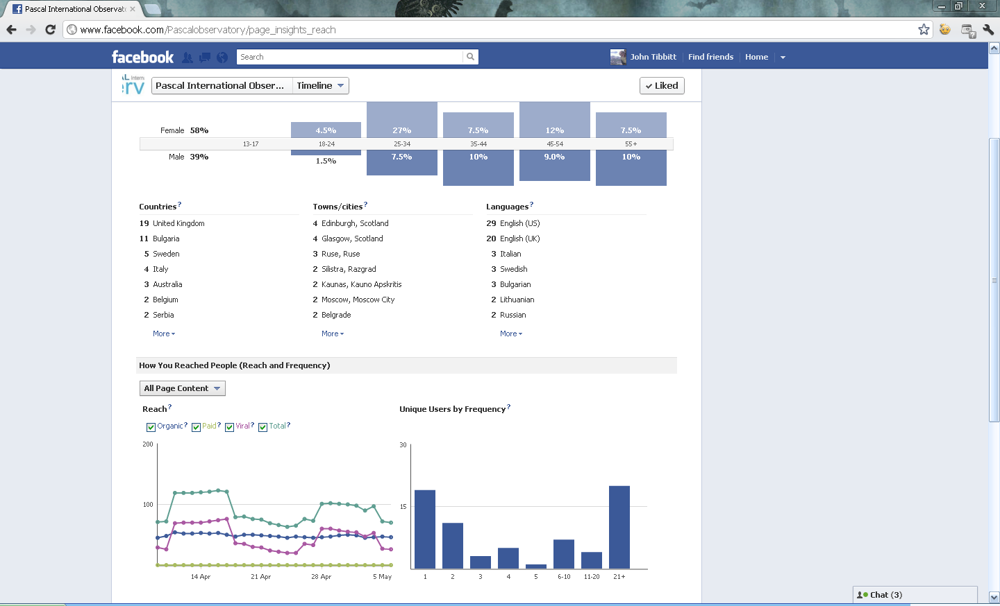 Pascal International Observat
www.facebook.com/Pascalobservatory/page_insights_reach
facebook
Search
John Tibbitt
Find friends
Home
AL Intern
erv
Pascal International Obser...
Timeline
Liked
Female 58%
4.5% 27% 7.5% 12% 7.5%
13-17 18-24 25-34 35-44 45-54 55+
Male 39%
1.5% 7.5% 10% 9.0% 10%
Countries?
19 United Kingdom
11 Bulgaria
5 Sweden
4 Italy
3 Australia
2 Belgium
2 Serbia
More
Towns/cities?
4 Edinburgh, Scotland
4 Glasgow, Scotland
3 Ruse, Ruse
2 Silistra, Razgrad
2 Kaunas, Kauno Apskritis
2 Moscow, Moscow City
2 Belgrade
More
Languages?
29 English (US)
20 English (UK)
3 Italian
3 Swedish
3 Bulgarian
2 Lithuanian
2 Russian
More
How You Reached People (Reach and Frequency)
All Page Content
Reach?
Organic? Paid? Viral? Total?
200
100
14 Apr 21 Apr 28 Apr 5 May
Unique Users by Frequency?
30
15
1 2 3 4 5 6-10 11-20 21+
Chat (3)